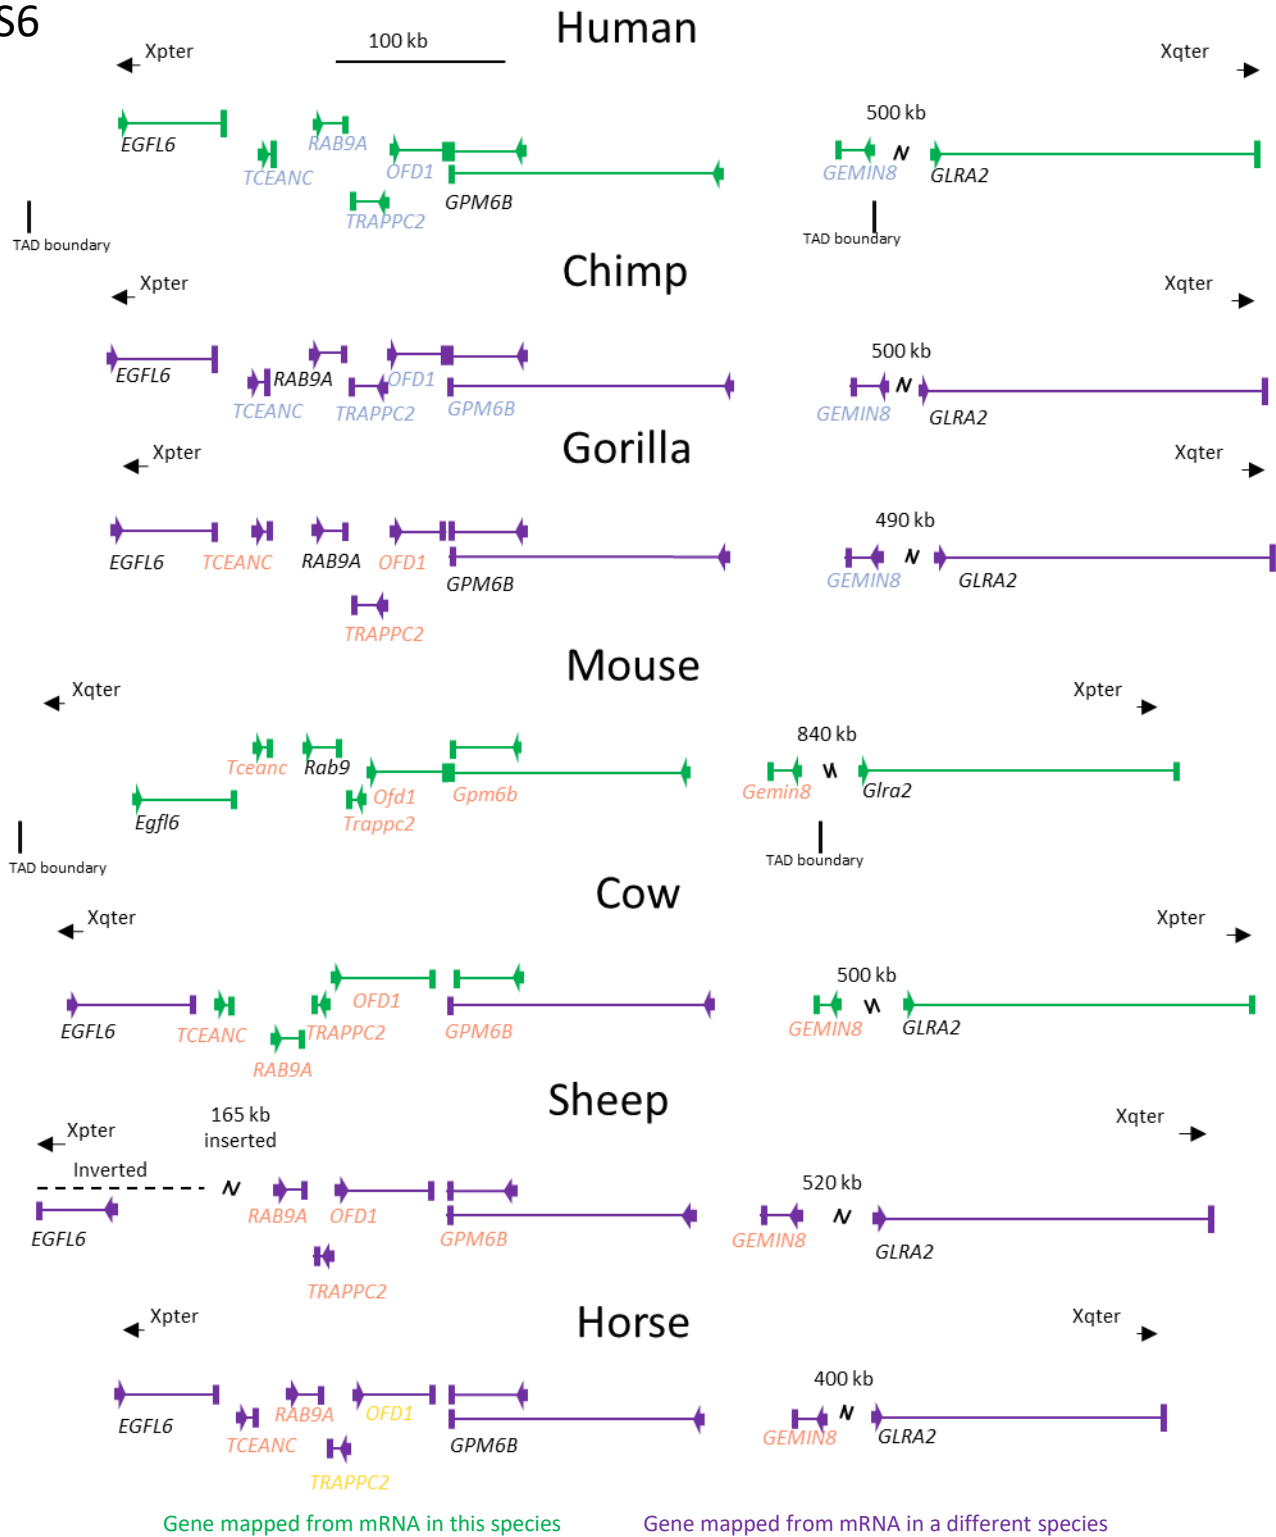 S6
Human
Xpter
100 kb
Xqter
500 kb
EGFL6
RAB9A
TCEANC
OFD1
GEMIN8
GLRA2
GPM6B
TRAPPC2
TAD boundary
TAD boundary
Chimp
Xpter
Xqter
500 kb
EGFL6
RAB9A
OFD1
TCEANC
TRAPPC2
GPM6B
GEMIN8
GLRA2
Gorilla
Xpter
Xqter
490 kb
EGFL6
TCEANC
RAB9A
OFD1
GPM6B
GEMIN8
GLRA2
TRAPPC2
Mouse
Xqter
Xpter
840 kb
Tceanc
Rab9
Ofd1
Gpm6b
Gemin8
Glra2
Egfl6
Trappc2
TAD boundary
TAD boundary
Cow
Xqter
Xpter
500 kb
OFD1
EGFL6
TCEANC
TRAPPC2
GPM6B
GEMIN8
GLRA2
RAB9A
Sheep
165 kb
inserted
Xpter
Xqter
Inverted
520 kb
RAB9A
OFD1
EGFL6
GPM6B
GEMIN8
GLRA2
TRAPPC2
Horse
Xpter
Xqter
400 kb
EGFL6
RAB9A
OFD1
TCEANC
GPM6B
GEMIN8
GLRA2
TRAPPC2
Gene mapped from mRNA in this species
Gene mapped from mRNA in a different species